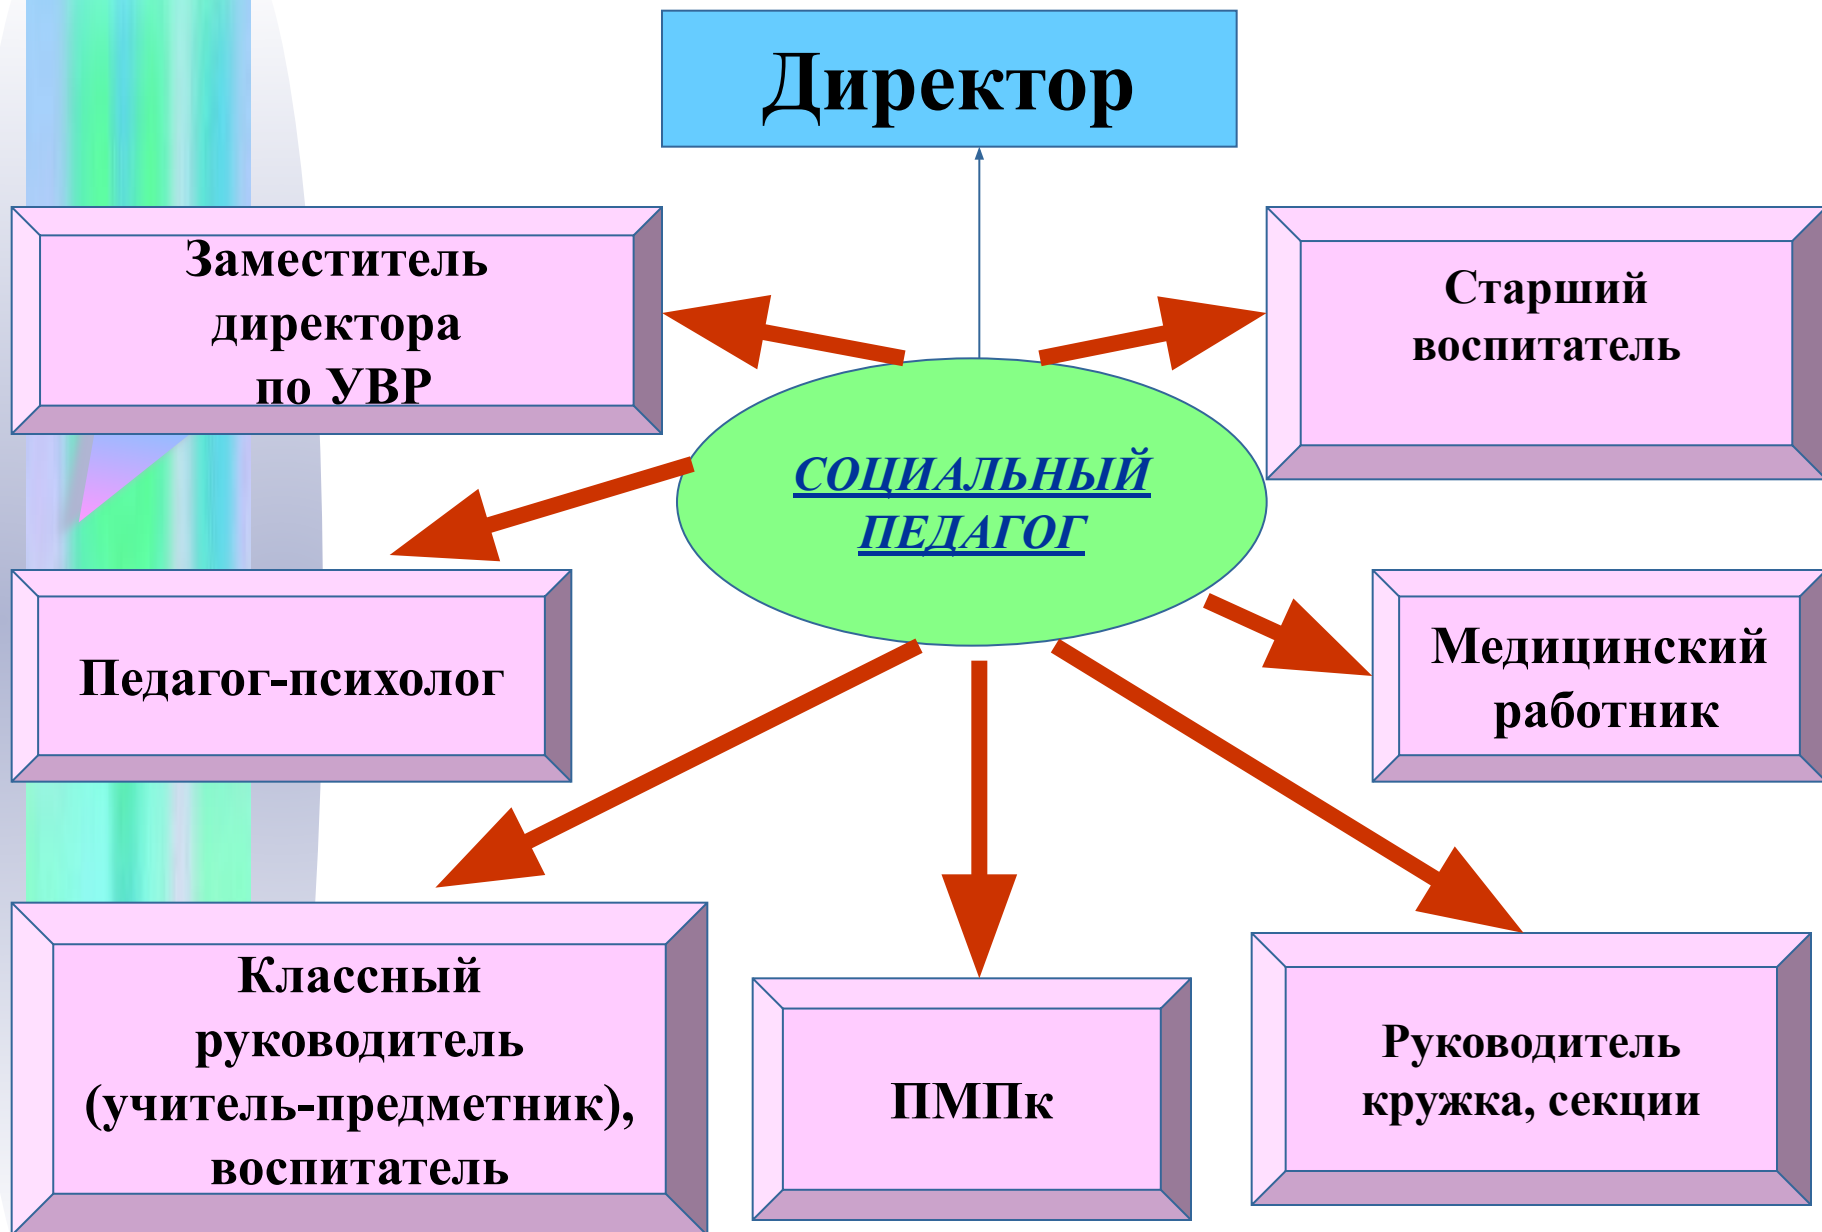 Директор
Заместитель
директора
по УВР
Старший
воспитатель
СОЦИАЛЬНЫЙ
ПЕДАГОГ
Педагог-психолог
Медицинский
работник
Классный
руководитель
(учитель-предметник),
воспитатель
ПМПк
Руководитель
кружка, секции